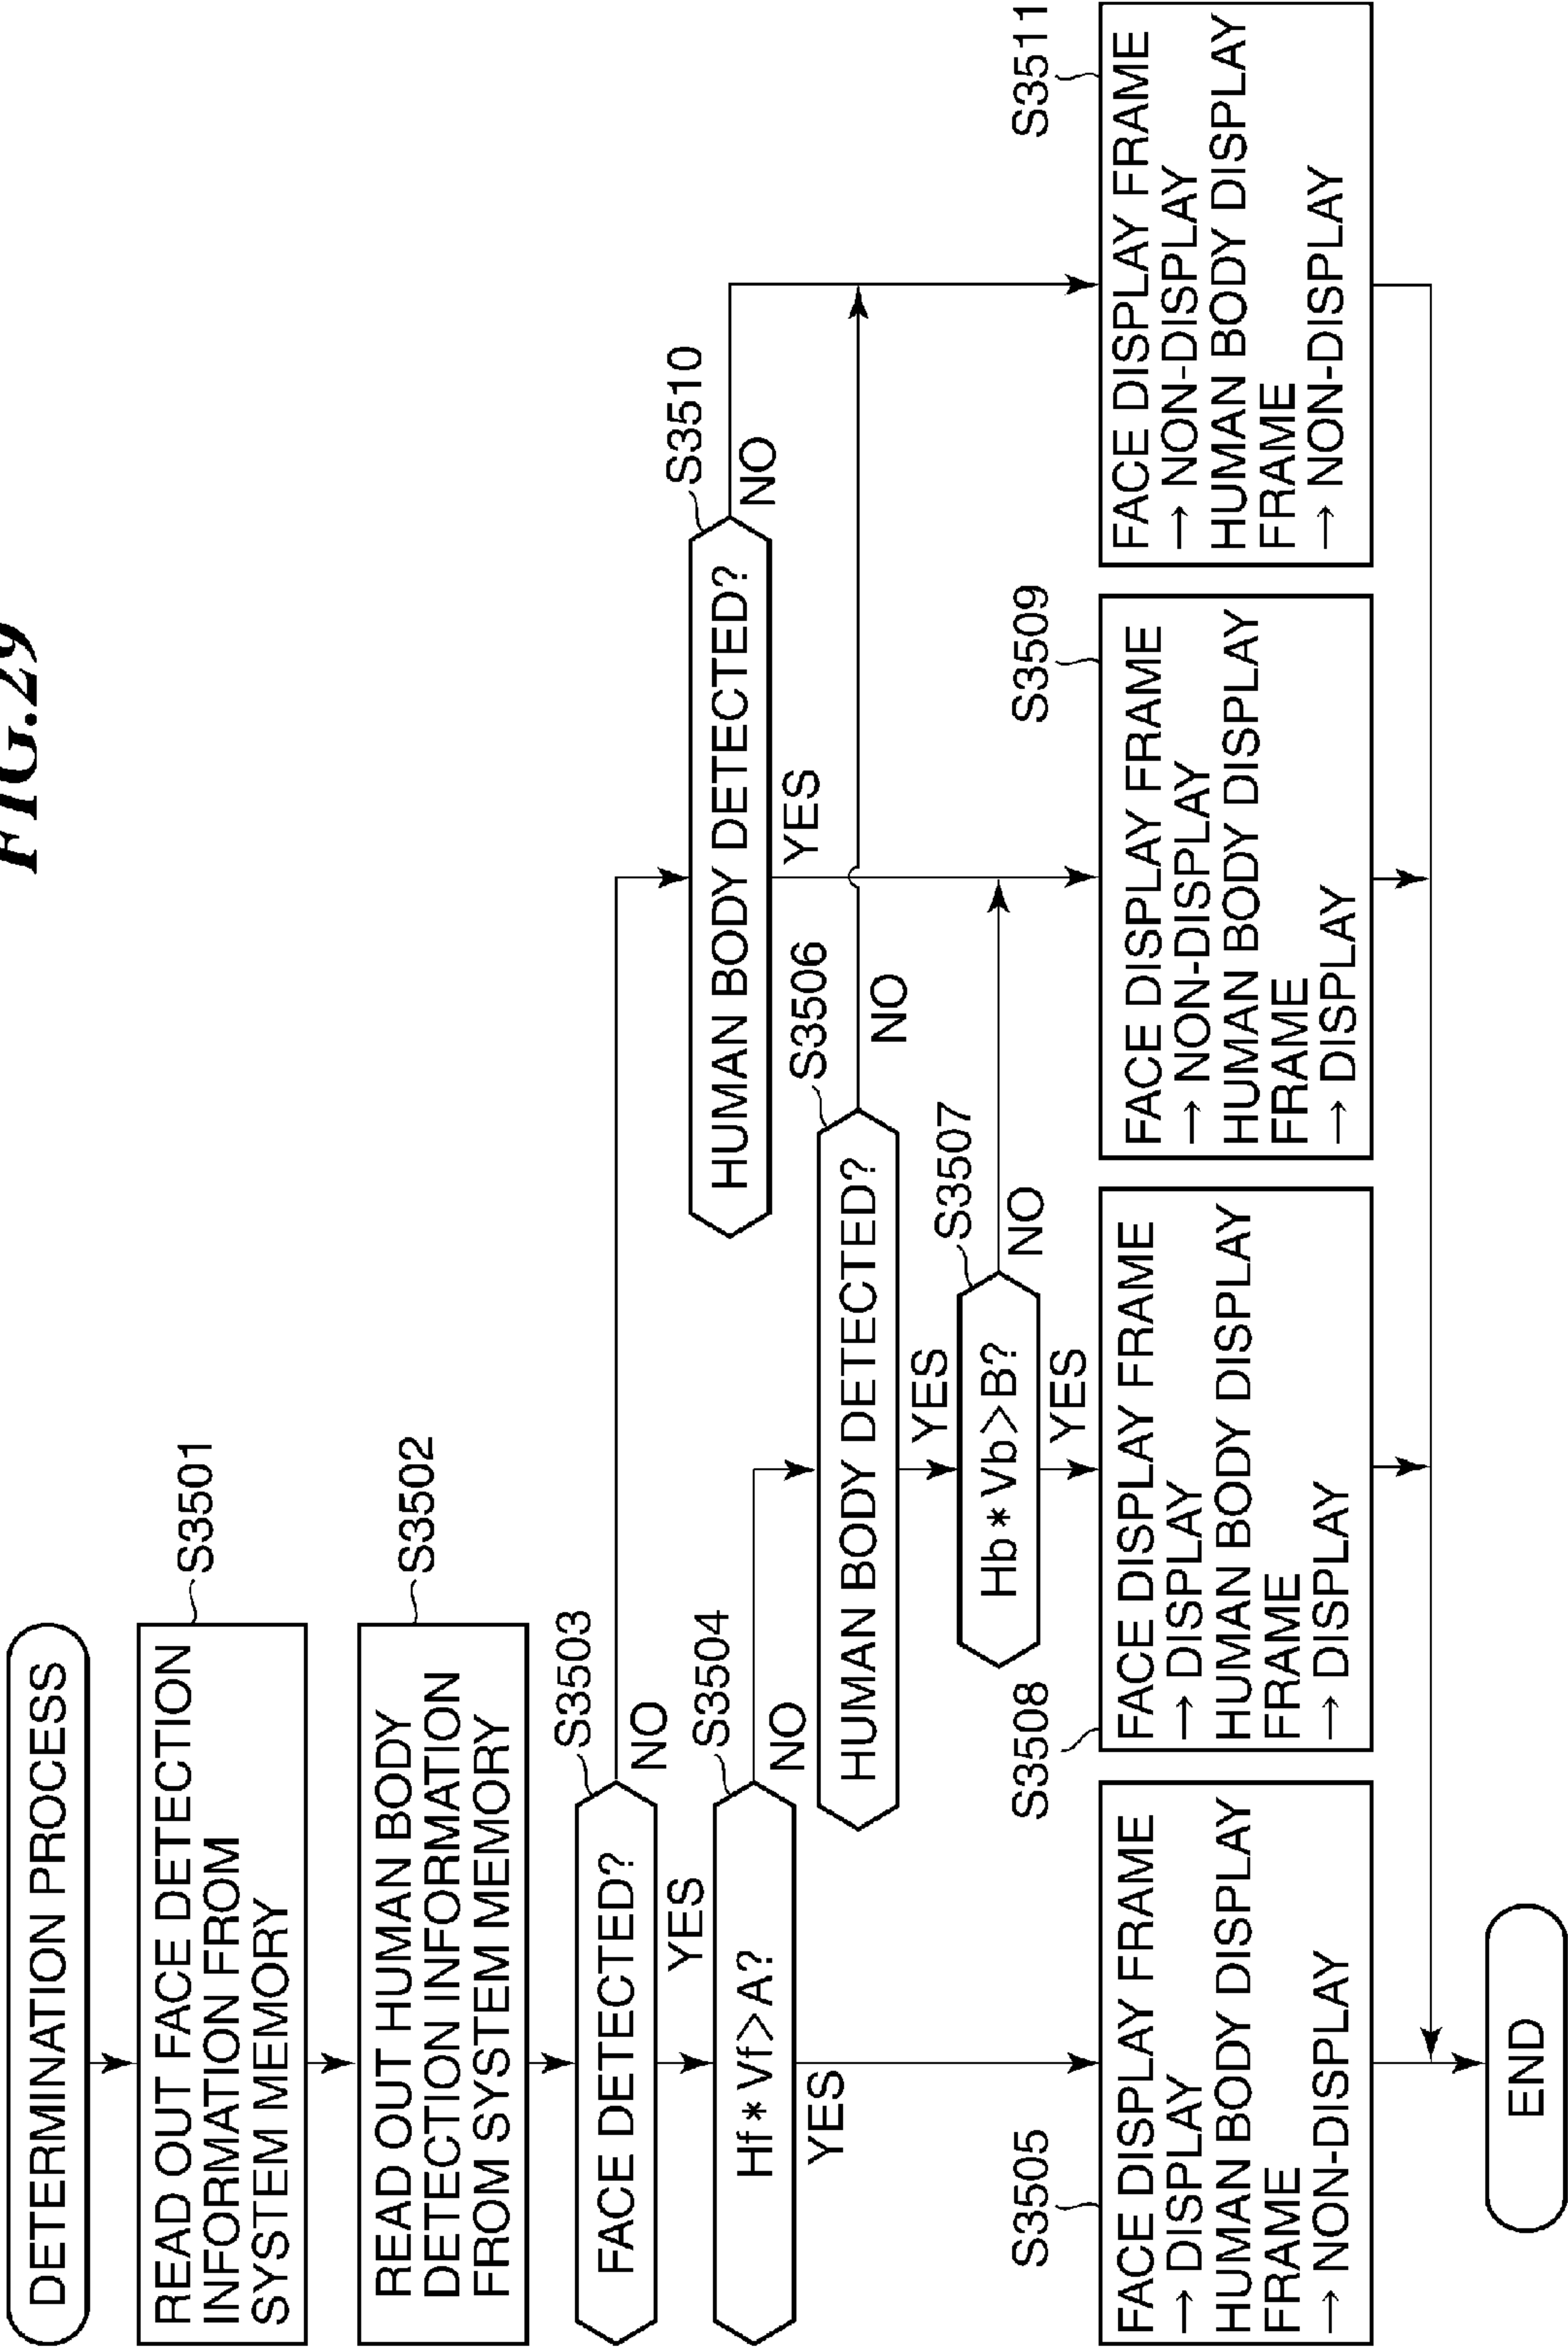 FIG.29
DETERMINATION PROCESS
READ OUT FACE DETECTION
INFORMATION FROM
SYSTEM MEMORY
S3501
READ OUT HUMAN BODY
DETECTION INFORMATION
FROM SYSTEM MEMORY
S3502
FACE DETECTED?
S3503
NO
YES
Hf*Vf>A?
S3504
NO
YES
HUMAN BODY DETECTED?
S3510
NO
YES
HUMAN BODY DETECTED?
S3506
NO
YES
Hb*Vb>B?
S3507
NO
YES
S3505
FACE DISPLAY FRAME
→ DISPLAY
HUMAN BODY DISPLAY
FRAME
→ NON-DISPLAY
S3508
FACE DISPLAY FRAME
→ DISPLAY
HUMAN BODY DISPLAY
FRAME
→ DISPLAY
S3509
FACE DISPLAY FRAME
→ NON-DISPLAY
HUMAN BODY DISPLAY
FRAME
→ DISPLAY
S3511
FACE DISPLAY FRAME
→ NON-DISPLAY
HUMAN BODY DISPLAY
FRAME
→ NON-DISPLAY
END